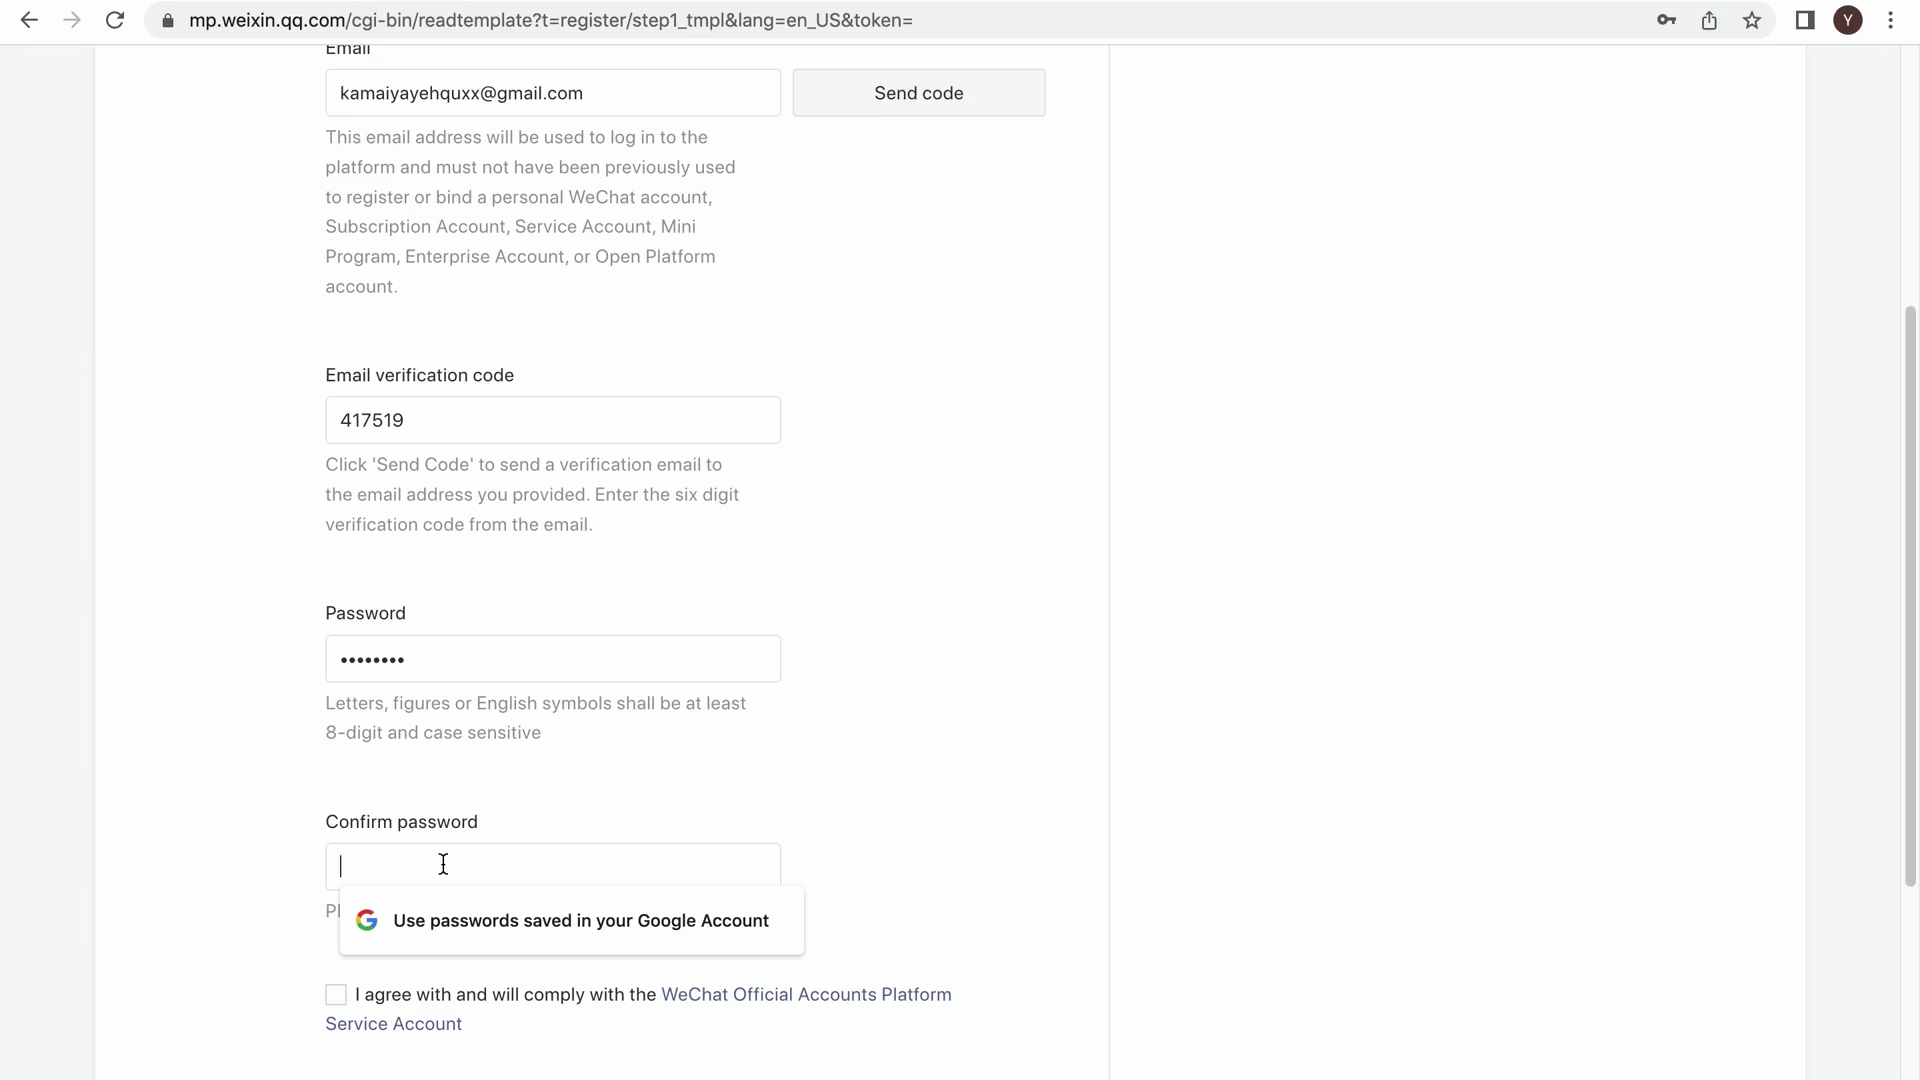 mp.weixin.qq.com/cgi-bin/readtemplate?t=register/step1_tmpl&lang=en_US&token=
Y
Email
kamaiyayehquxx@gmail.com
Send code
This email address will be used to log in to the
platform and must not have been previously used
to register or bind a personal WeChat account,
Subscription Account, Service Account, Mini
Program, Enterprise Account, or Open Platform
account.
Email verification code
417519
Click 'Send Code' to send a verification email to
the email address you provided. Enter the six digit
verification code from the email.
Password
••••••••
Letters, figures or English symbols shall be at least
8-digit and case sensitive
Confirm password
Use passwords saved in your Google Account
I agree with and will comply with the WeChat Official Accounts Platform
Service Account